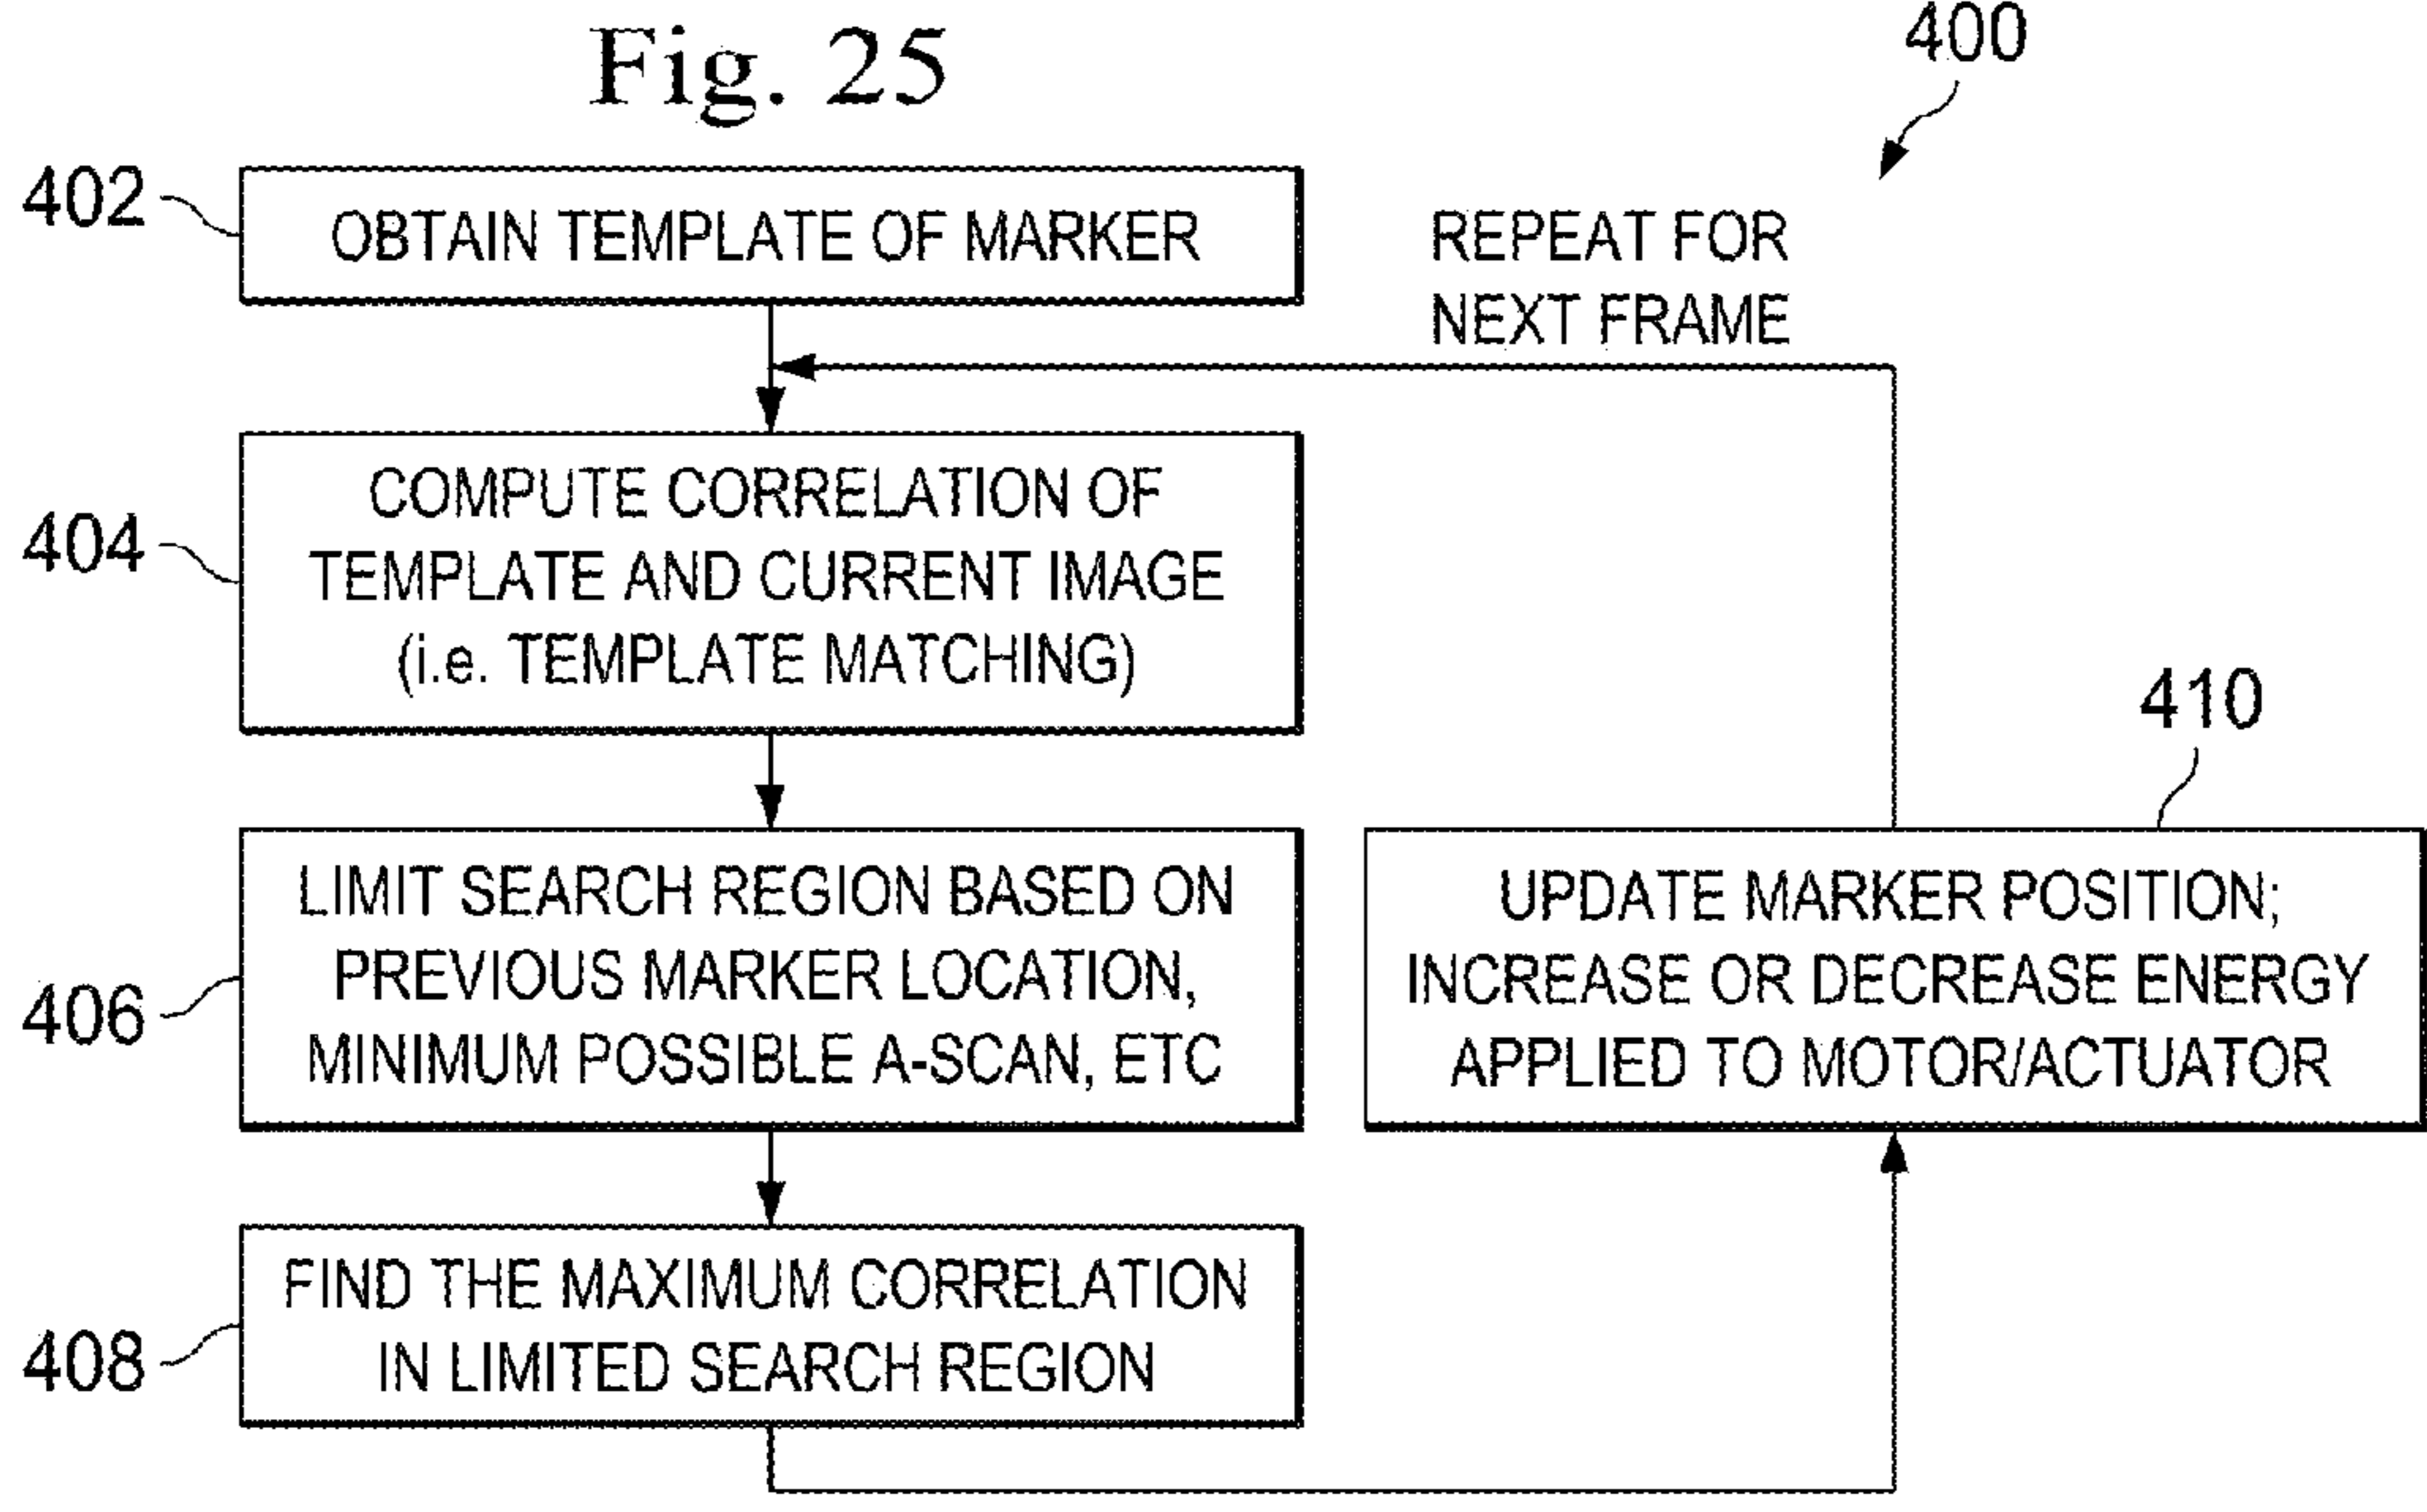 Fig. 25
400
402
OBTAIN TEMPLATE OF MARKER
REPEAT FOR
NEXT FRAME
404
COMPUTE CORRELATION OF
TEMPLATE AND CURRENT IMAGE
(i.e. TEMPLATE MATCHING)
406
LIMIT SEARCH REGION BASED ON
PREVIOUS MARKER LOCATION,
MINIMUM POSSIBLE A-SCAN, ETC
408
FIND THE MAXIMUM CORRELATION
IN LIMITED SEARCH REGION
410
UPDATE MARKER POSITION;
INCREASE OR DECREASE ENERGY
APPLIED TO MOTOR/ACTUATOR